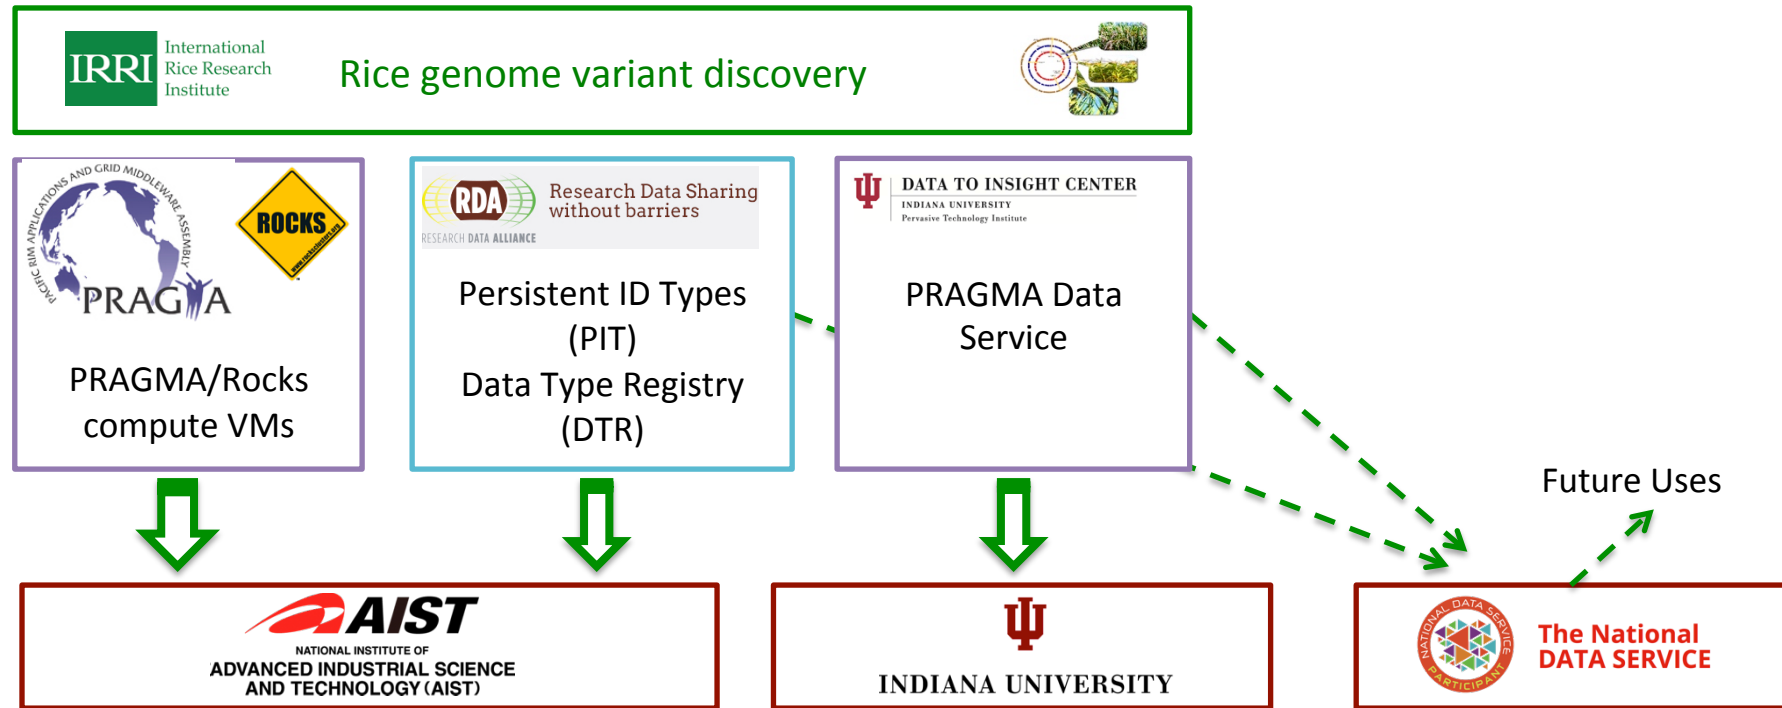 IRRI
International
Rice Research
Institute
Rice genome variant discovery
PACIFIC RIM APPLICATIONS AND GRID MIDDLEWARE ASSEMBLY
PRAGMA
ROCKS
www.rocksclusters.org
PRAGMA/Rocks
compute VMs
RDA
RESEARCH DATA ALLIANCE
Research Data Sharing
without barriers
Persistent ID Types
(PIT)
Data Type Registry
(DTR)
DATA TO INSIGHT CENTER
INDIANA UNIVERSITY
Pervasive Technology Institute
PRAGMA Data
Service
Future Uses
AIST
NATIONAL INSTITUTE OF
ADVANCED INDUSTRIAL SCIENCE
AND TECHNOLOGY (AIST)
INDIANA UNIVERSITY
NATIONAL DATA SERVICE
PARTICIPANT
The National
DATA SERVICE